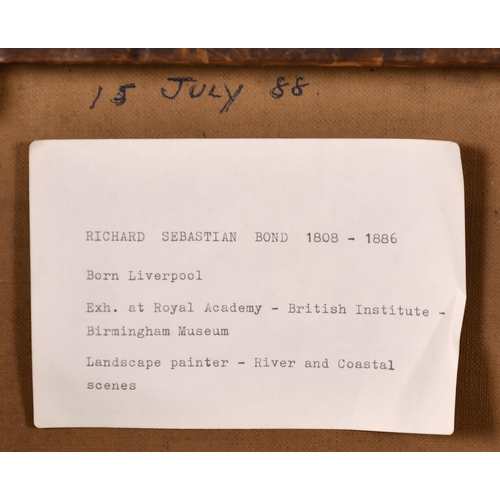 15 JULY 88.
RICHARD SEBASTIAN BOND 1808 - 1886
Born Liverpool
Exh. at Royal Academy - British Institute -
Birmingham Museum
Landscape painter - River and Coastal
scenes